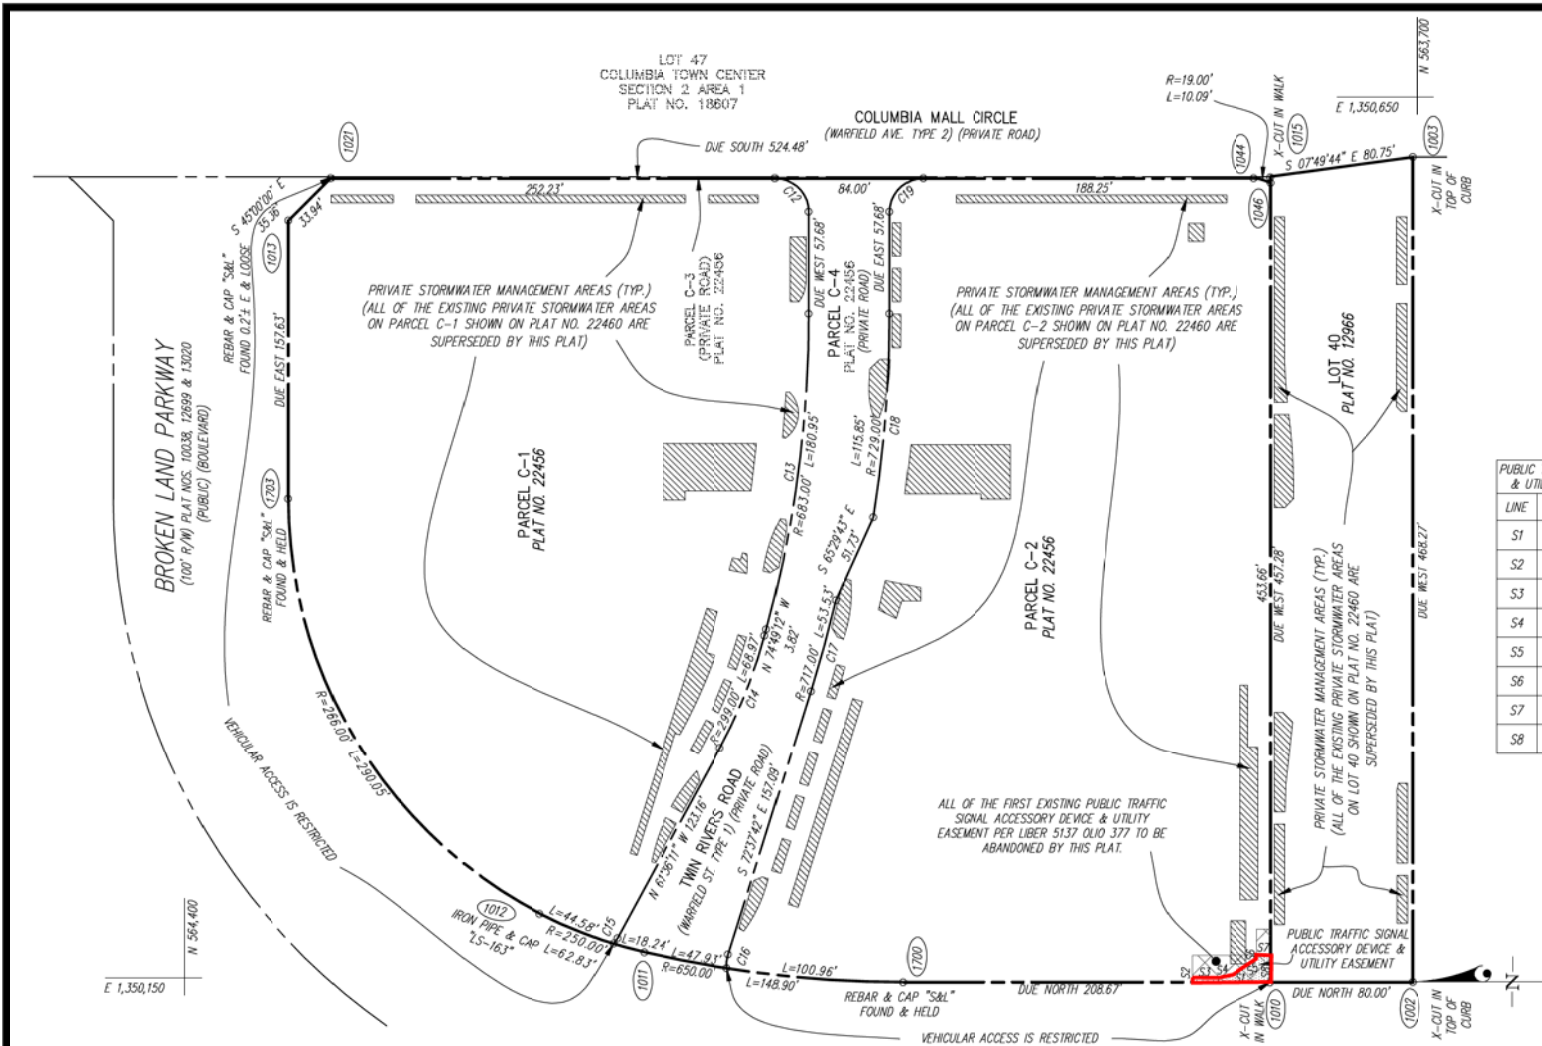 LOT 47
COLUMBIA TOWN CENTER
SECTION 2 AREA 1
PLAT NO. 18607
COLUMBIA MALL CIRCLE
(WARFIELD AVE. TYPE 2) (PRIVATE ROAD)
DUE SOUTH 524.48'
R=19.00'
L=10.09'
X-CUT IN WALK
1015
N 563,700
E 1,350,650
1003
S 07°49'44" E 80.75'
X-CUT IN
TOP OF
CURB
1021
1044
1046
252.23'
C12
84.00'
C19
188.25'
S 45°00'00" E
35.36'
33.94'
1013
REBAR & CAP "S&L"
FOUND 0.2'± E & LOOSE
DUE EAST 157.63'
PRIVATE STORMWATER MANAGEMENT AREAS (TYP.)
(ALL OF THE EXISTING PRIVATE STORMWATER AREAS
ON PARCEL C-1 SHOWN ON PLAT NO. 22460 ARE
SUPERSEDED BY THIS PLAT)
PARCEL C-3
(PRIVATE ROAD)
PLAT NO. 22456
DUE WEST 57.68'
PARCEL C-4
PLAT NO. 22456
(PRIVATE ROAD)
DUE EAST 57.68'
PRIVATE STORMWATER MANAGEMENT AREAS (TYP.)
(ALL OF THE EXISTING PRIVATE STORMWATER AREAS
ON PARCEL C-2 SHOWN ON PLAT NO. 22460 ARE
SUPERSEDED BY THIS PLAT)
LOT 40
PLAT NO. 12966
BROKEN LAND PARKWAY
(100' R/W) PLAT NOS. 10038, 12699 & 13020
(PUBLIC) (BOULEVARD)
1703
REBAR & CAP "S&L"
FOUND & HELD
PARCEL C-1
PLAT NO. 22456
C13
L=180.95'
R=683.00'
L=115.85'
R=729.00'
C18
S 65°29'43" E
51.73'
PARCEL C-2
PLAT NO. 22456
453.66'
DUE WEST 457.28'
DUE WEST 468.27'
PRIVATE STORMWATER MANAGEMENT AREAS (TYP.)
(ALL OF THE EXISTING PRIVATE STORMWATER AREAS
ON LOT 40 SHOWN ON PLAT NO. 22460 ARE
SUPERSEDED BY THIS PLAT)
PUBLIC
& UTIL
LINE
S1
S2
S3
S4
S5
S6
S7
S8
N 74°49'12" W
3.82'
L=68.97'
R=299.00'
C14
L=53.53'
R=717.00'
C17
R=266.00' L=290.05'
VEHICULAR ACCESS IS RESTRICTED
N 61°36'11" W 123.16'
TWIN RIVERS ROAD
(WARFIELD ST. TYPE 1) (PRIVATE ROAD)
S 72°37'42" E 157.09'
ALL OF THE FIRST EXISTING PUBLIC TRAFFIC
SIGNAL ACCESSORY DEVICE & UTILITY
EASEMENT PER LIBER 5137 OLIO 377 TO BE
ABANDONED BY THIS PLAT.
1012
IRON PIPE & CAP
"LS-163"
L=44.58'
R=250.00'
L=62.83'
C15
L=18.24'
L=47.93'
R=650.00
C16
1011
L=100.96'
L=148.90'
1700
REBAR & CAP "S&L"
FOUND & HELD
DUE NORTH 208.67'
S2
S3
S4
S7
S8
PUBLIC TRAFFIC SIGNAL
ACCESSORY DEVICE &
UTILITY EASEMENT
DUE NORTH 80.00'
X-CUT
IN WALK
1010
1002
X-CUT IN
TOP OF
CURB
VEHICULAR ACCESS IS RESTRICTED
N 564,400
E 1,350,150
N